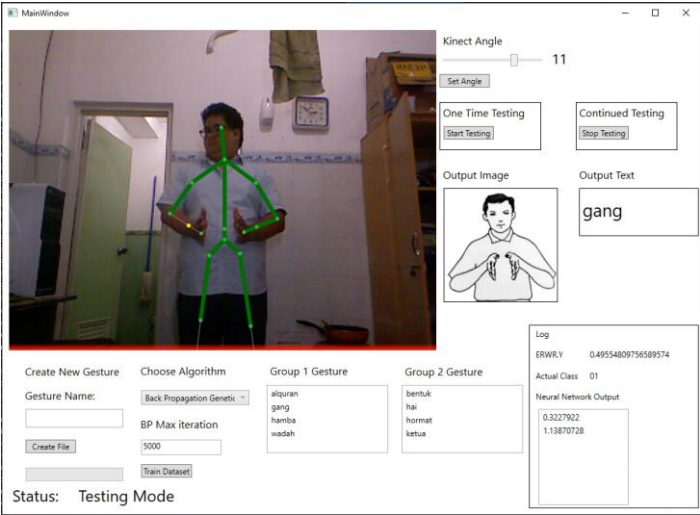 MainWindow
Kinect Angle
11
Set Angle
One Time Testing
Start Testing
Continued Testing
Stop Testing
Output Image
Output Text
gang
Log
ERWR.Y 0.49554809756589574
Actual Class 01
Neural Network Output
0.3227922
1.13870728
Create New Gesture
Gesture Name:
Create File
Choose Algorithm
Back Propagation Genetic
BP Max iteration
5000
Train Dataset
Group 1 Gesture
alquran
gang
hamba
wadah
Group 2 Gesture
bentuk
hai
hormat
ketua
Status: Testing Mode